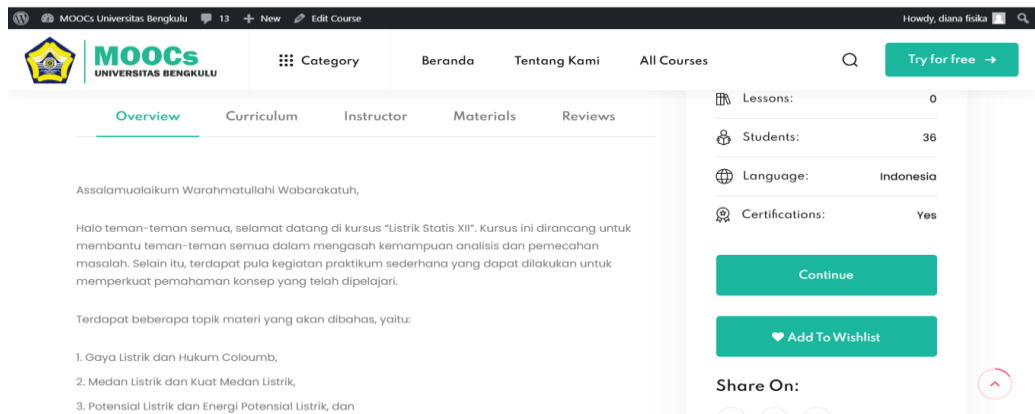 MOOCs Universitas Bengkulu 13 + New Edit Course Howdy, diana fisika
MOOCs
UNIVERSITAS BENGKULU
Category Beranda Tentang Kami All Courses Try for free →
Overview Curriculum Instructor Materials Reviews
Assalamualaikum Warahmatullahi Wabarakatuh,
Halo teman-teman semua, selamat datang di kursus “Listrik Statis XII”. Kursus ini dirancang untuk
membantu teman-teman semua dalam mengasah kemampuan analisis dan pemecahan
masalah. Selain itu, terdapat pula kegiatan praktikum sederhana yang dapat dilakukan untuk
memperkuat pemahaman konsep yang telah dipelajari.
Terdapat beberapa topik materi yang akan dibahas, yaitu:
1. Gaya Listrik dan Hukum Coloumb,
2. Medan Listrik dan Kuat Medan Listrik,
3. Potensial Listrik dan Energi Potensial Listrik, dan
Lessons: 0
Students: 36
Language: Indonesia
Certifications: Yes
Continue
Add To Wishlist
Share On: